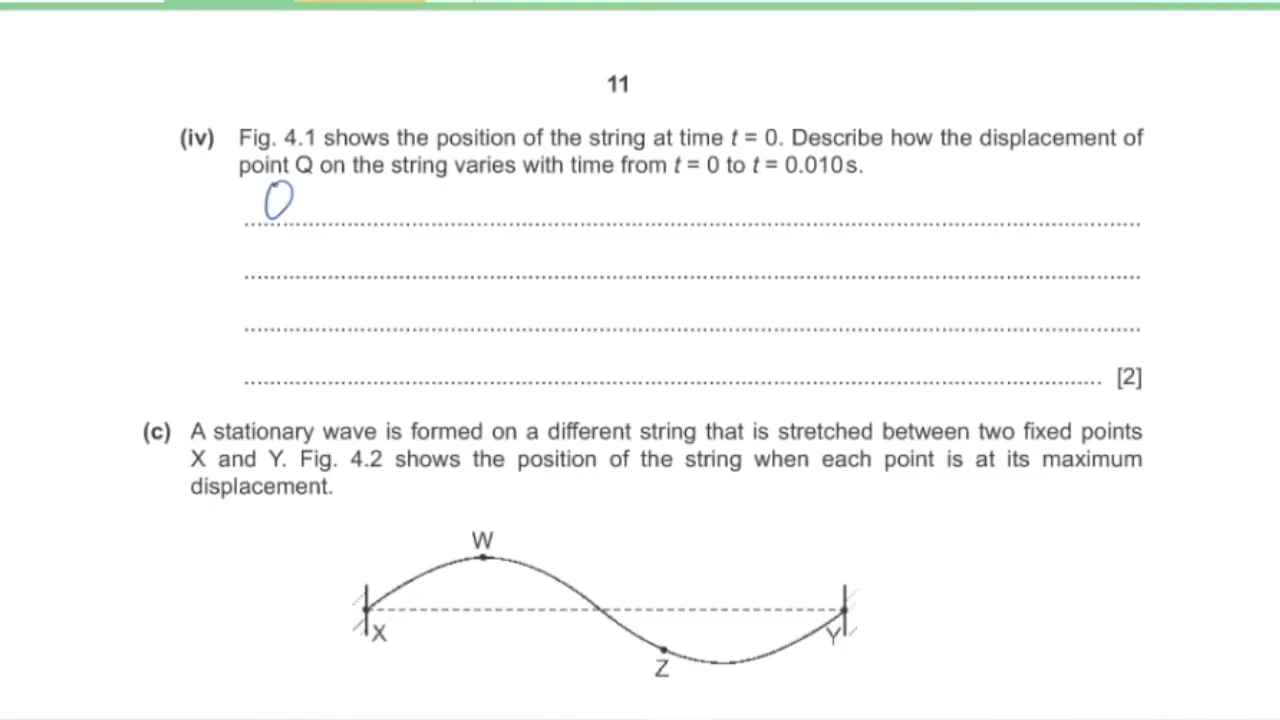 11
(iv) Fig. 4.1 shows the position of the string at time t = 0. Describe how the displacement of
point Q on the string varies with time from t = 0 to t = 0.010s.
0
[2]
(c) A stationary wave is formed on a different string that is stretched between two fixed points
X and Y. Fig. 4.2 shows the position of the string when each point is at its maximum
displacement.
W
X
Y
Z